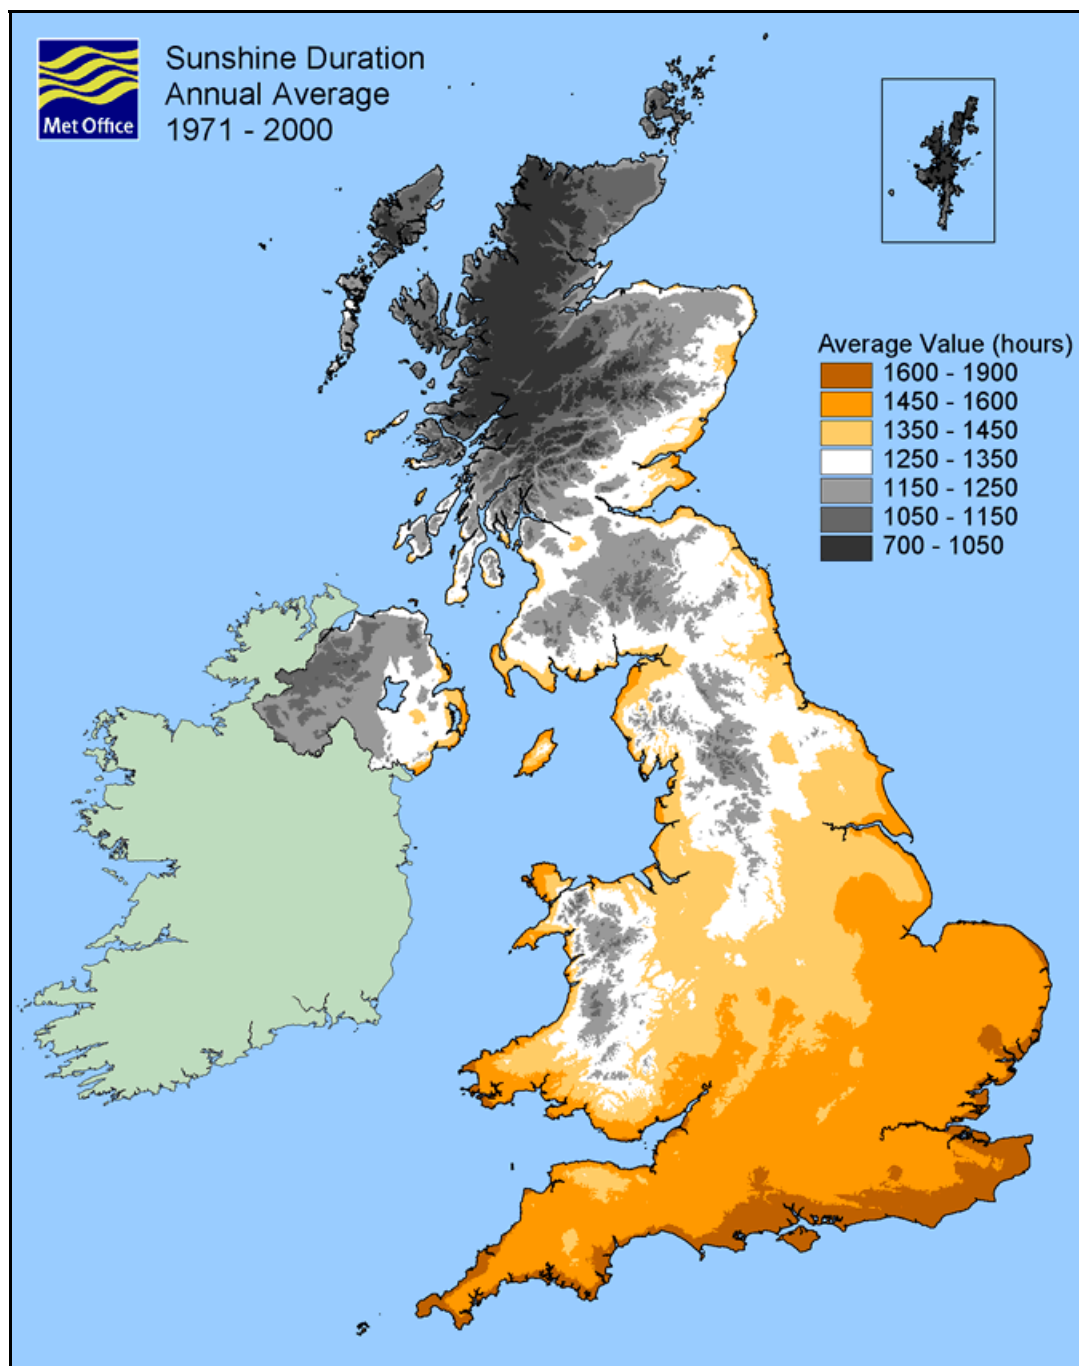 Met Office
Sunshine Duration
Annual Average
1971 - 2000
Average Value (hours)
1600 - 1900
1450 - 1600
1350 - 1450
1250 - 1350
1150 - 1250
1050 - 1150
700 - 1050